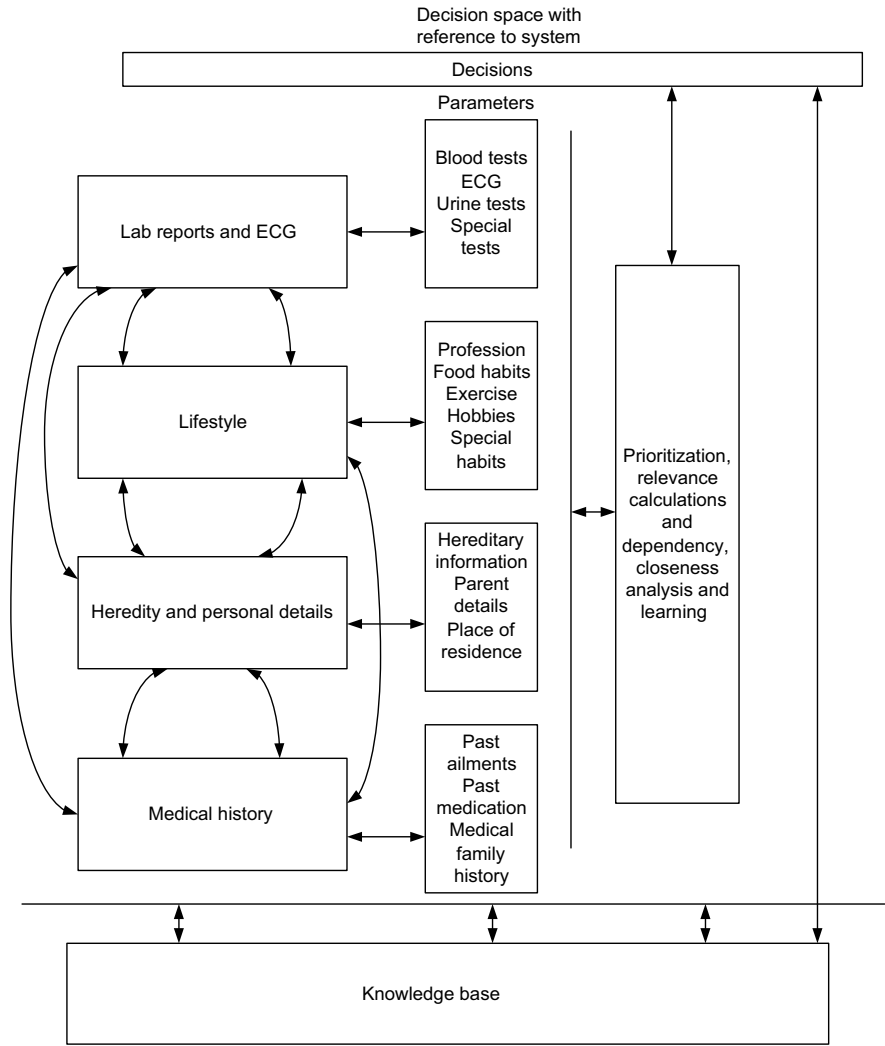 Decision space with
reference to system
Decisions
Parameters
Lab reports and ECG
Blood tests
ECG
Urine tests
Special
tests
Lifestyle
Profession
Food habits
Exercise
Hobbies
Special
habits
Prioritization,
relevance
calculations
and
dependency,
closeness
analysis and
learning
Heredity and personal details
Hereditary
information
Parent
details
Place of
residence
Medical history
Past
ailments
Past
medication
Medical
family
history
Knowledge base